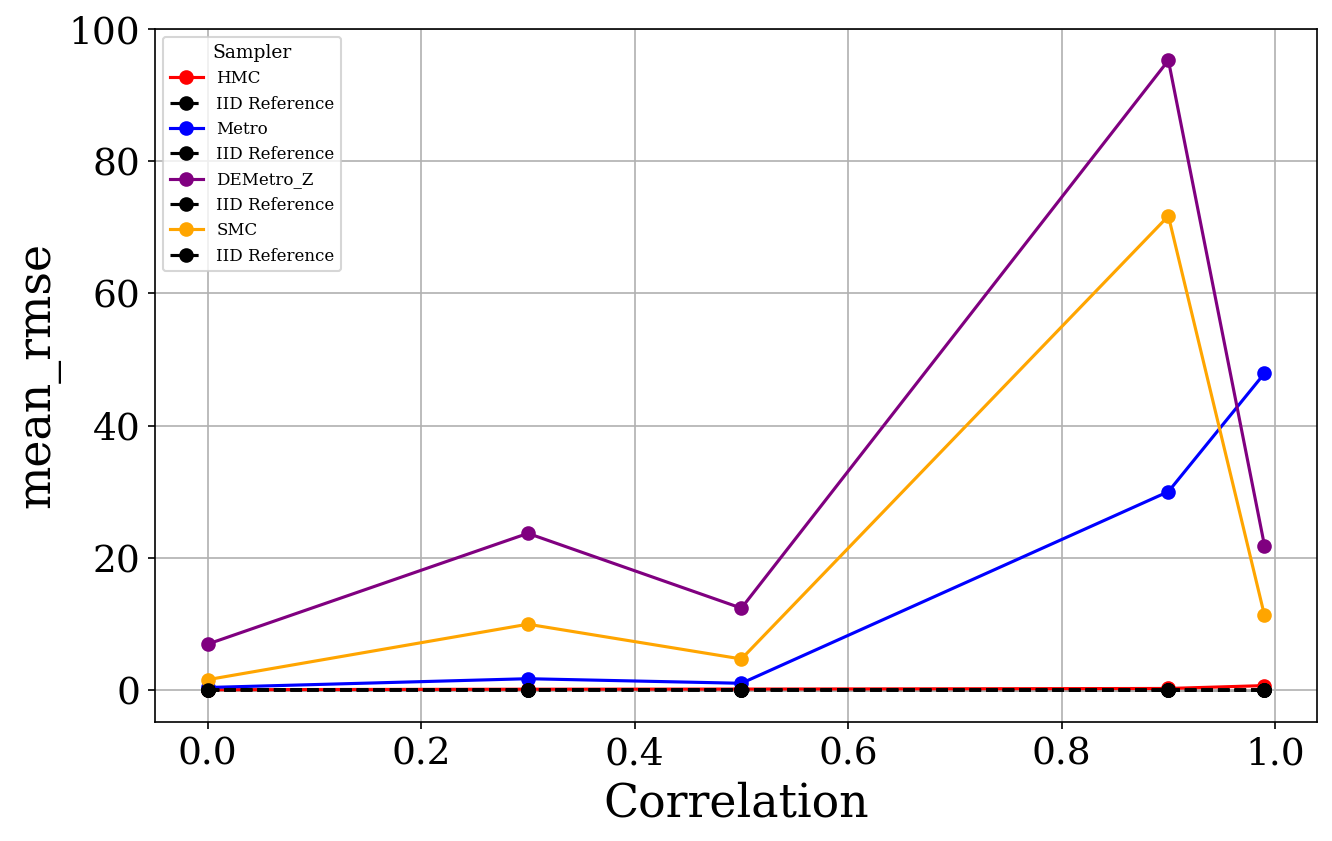 100
80
60
40
20
0
mean_rmse
Sampler
HMC
IID Reference
Metro
IID Reference
DEMetro_Z
IID Reference
SMC
IID Reference
0.0 0.2 0.4 0.6 0.8 1.0
Correlation